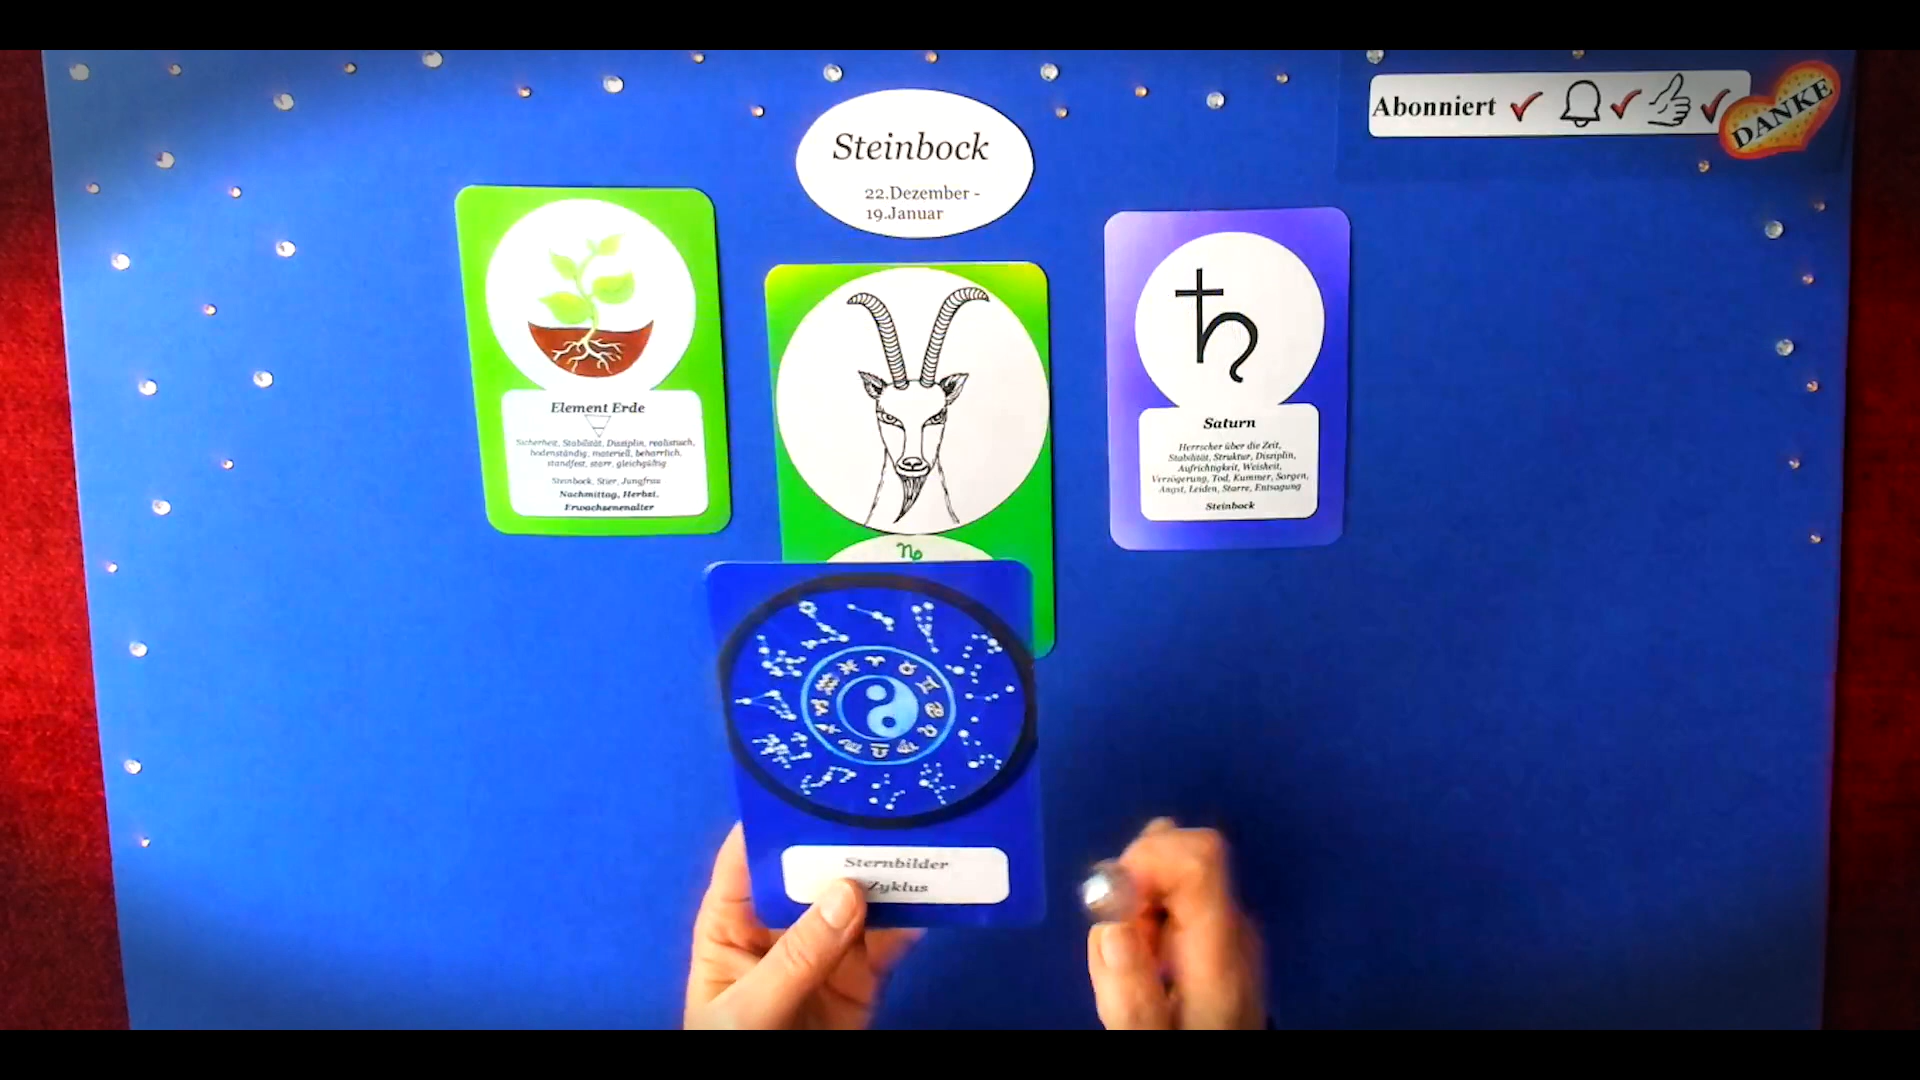 Abonniert
DANKE
Steinbock
22.Dezember -
19.Januar
Element Erde
Sicherheit, Stabilität, Disziplin, realistisch,
bodenständig, materiell, beharrlich,
standfest, starr, gleichgültig
Steinbock, Stier, Jungfrau
Nachmittag, Herbst,
Erwachsenenalter
Saturn
Herrscher über die Zeit,
Stabilität, Struktur, Disziplin,
Aufrichtigkeit, Weisheit,
Verzögerung, Tod, Kummer, Sorgen,
Angst, Leiden, Starre, Entsagung
Steinbock
Sternbilder
Zyklus